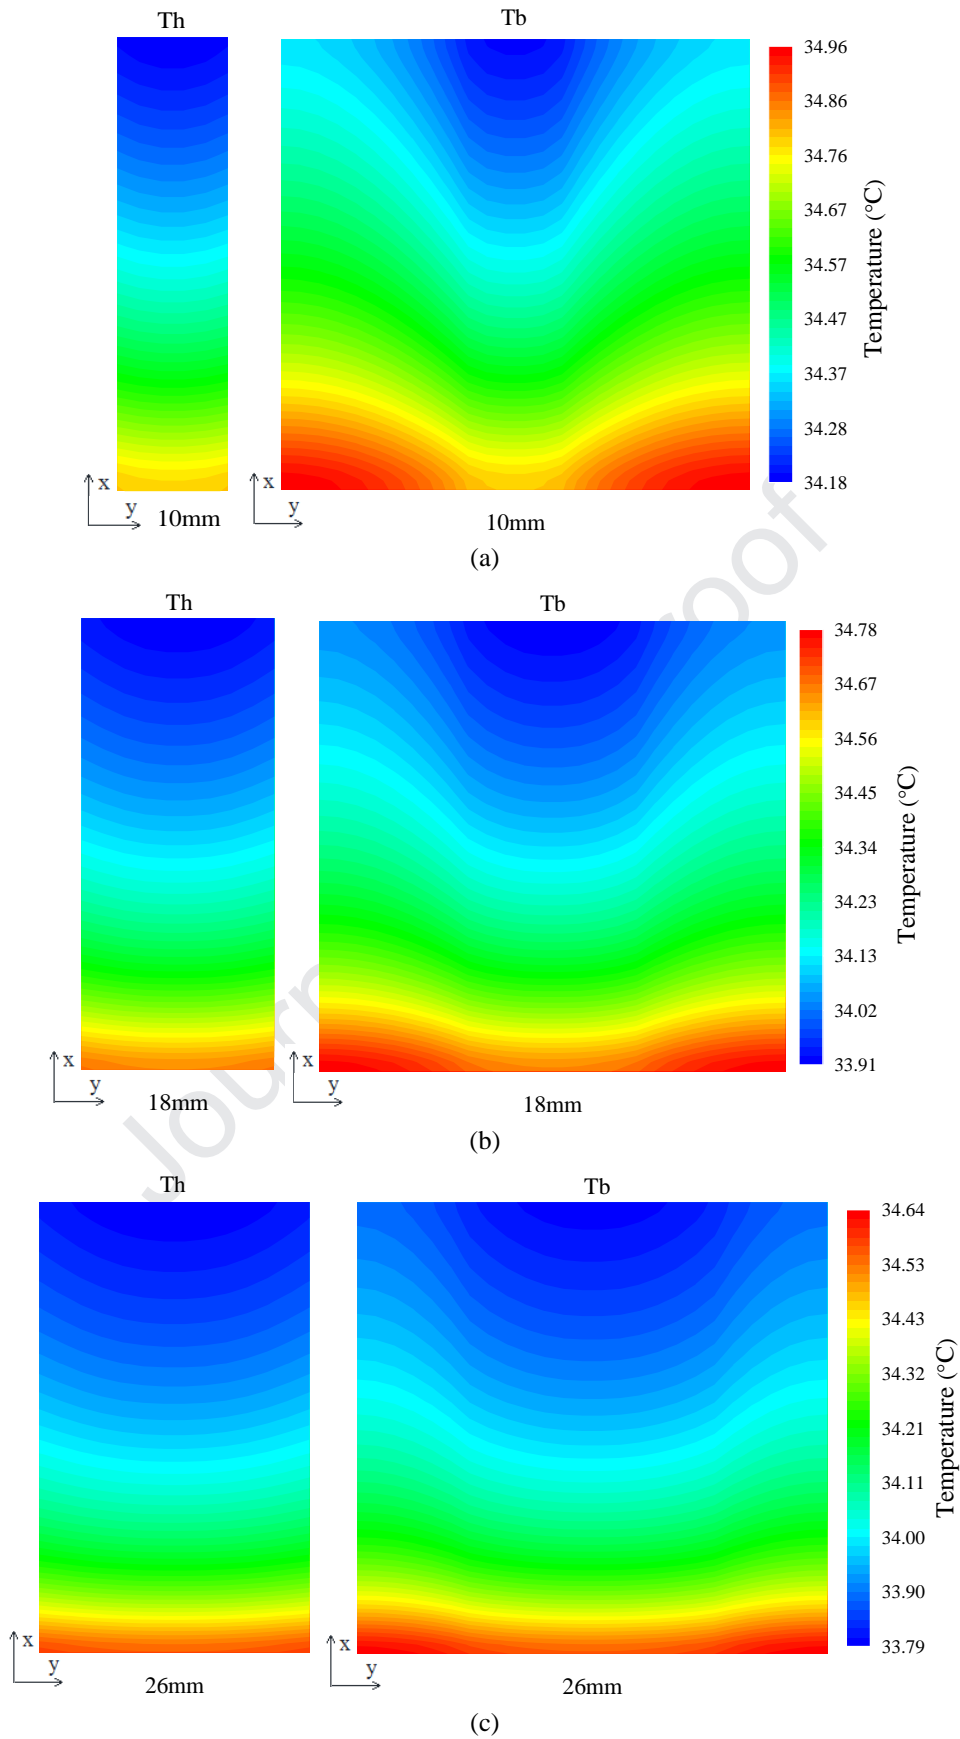 Th
Tb
34.96
34.86
34.76
34.67
34.57
34.47
34.37
34.28
34.18
Temperature (°C)
x
y
10mm
x
y
10mm
(a)
Th
Tb
34.78
34.67
34.56
34.45
34.34
34.23
34.13
34.02
33.91
Temperature (°C)
x
y
18mm
x
y
18mm
(b)
Th
Tb
34.64
34.53
34.43
34.32
34.21
34.11
34.00
33.90
33.79
Temperature (°C)
x
y
26mm
x
y
26mm
(c)